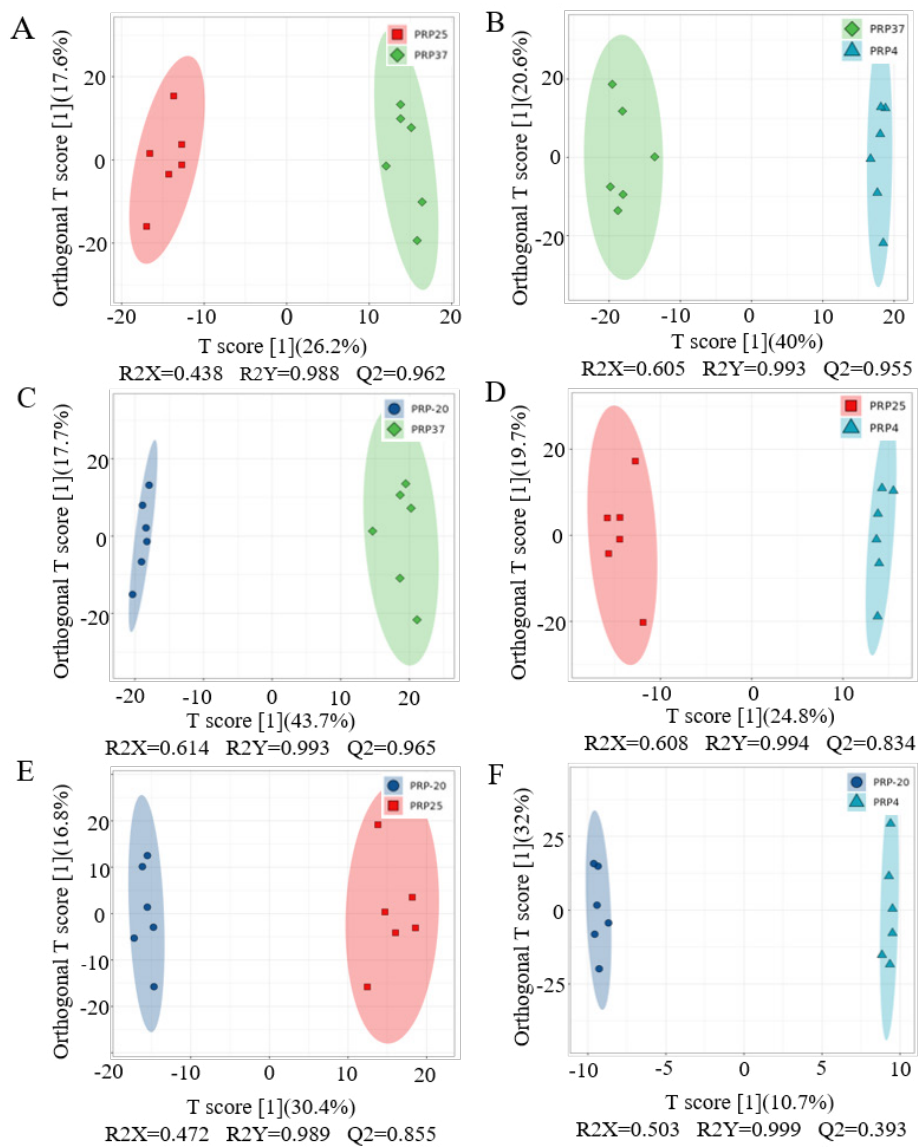 A
PRP25
PRP37
Orthogonal T score [1](17.6%)
20
0
-20
-20
-10
0
10
20
T score [1](26.2%)
R2X=0.438 R2Y=0.988 Q2=0.962
B
PRP37
PRP4
Orthogonal T score [1](20.6%)
20
0
-20
-20
-10
0
10
20
T score [1](40%)
R2X=0.605 R2Y=0.993 Q2=0.955
C
PRP-20
PRP37
Orthogonal T score [1](17.7%)
20
0
-20
-20
-10
0
10
20
T score [1](43.7%)
R2X=0.614 R2Y=0.993 Q2=0.965
D
PRP25
PRP4
Orthogonal T score [1](19.7%)
20
0
-20
-10
0
10
T score [1](24.8%)
R2X=0.608 R2Y=0.994 Q2=0.834
E
PRP-20
PRP25
Orthogonal T score [1](16.8%)
20
10
0
-10
-20
-20
-10
0
10
20
T score [1](30.4%)
R2X=0.472 R2Y=0.989 Q2=0.855
F
PRP-20
PRP4
Orthogonal T score [1](32%)
25
0
-25
-10
-5
0
5
10
T score [1](10.7%)
R2X=0.503 R2Y=0.999 Q2=0.393